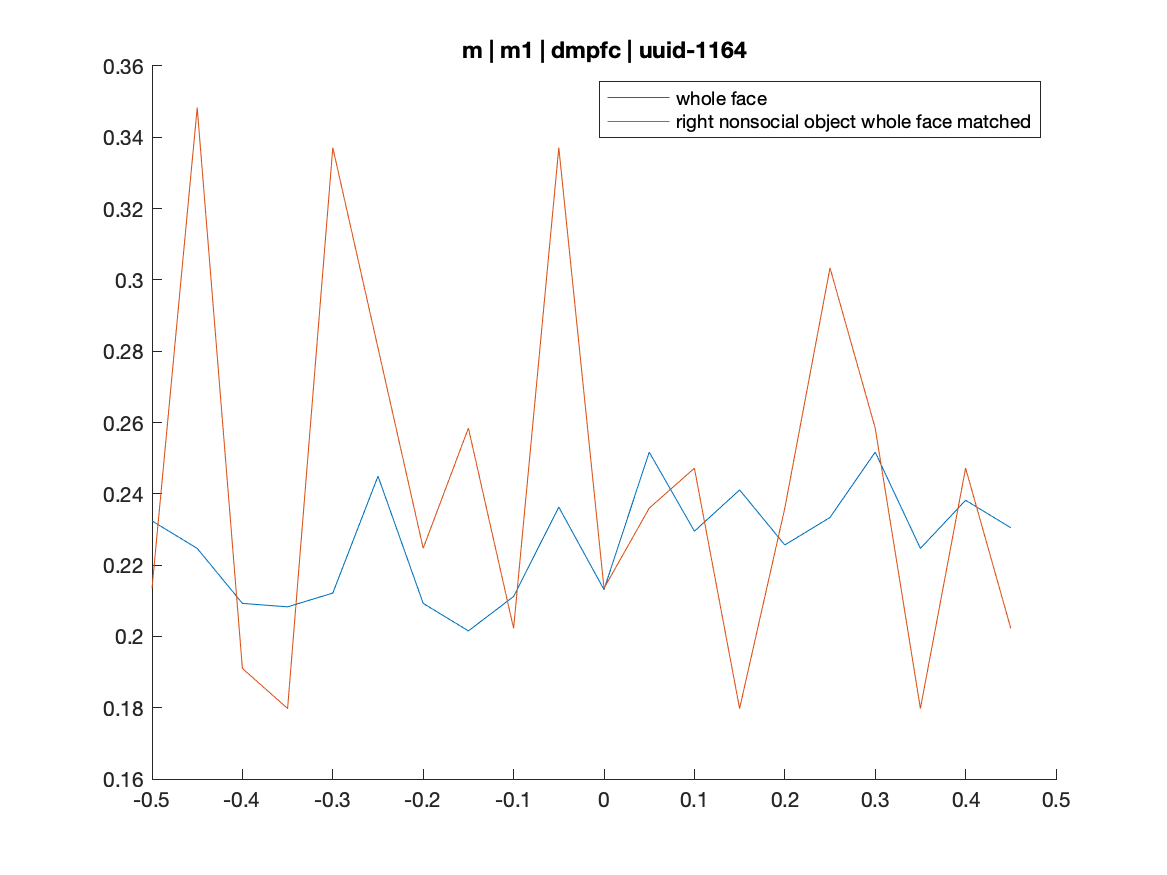 m | m1 | dmpfc | uuid-1164
whole face
right nonsocial object whole face matched
0.36
0.34
0.32
0.3
0.28
0.26
0.24
0.22
0.2
0.18
0.16
-0.5 -0.4 -0.3 -0.2 -0.1 0 0.1 0.2 0.3 0.4 0.5